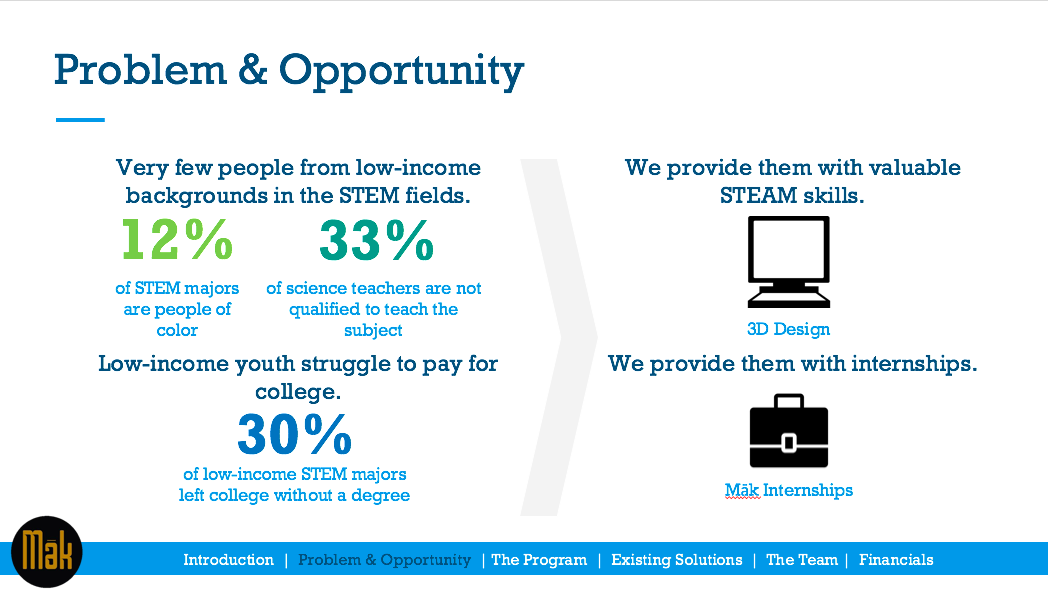 Problem & Opportunity
Very few people from low-income
backgrounds in the STEM fields.
12%
of STEM majors
are people of
color
33%
of science teachers are not
qualified to teach the
subject
Low-income youth struggle to pay for
college.
30%
of low-income STEM majors
left college without a degree
We provide them with valuable
STEAM skills.
3D Design
We provide them with internships.
Māk Internships
Māk
Introduction | Problem & Opportunity | The Program | Existing Solutions | The Team | Financials